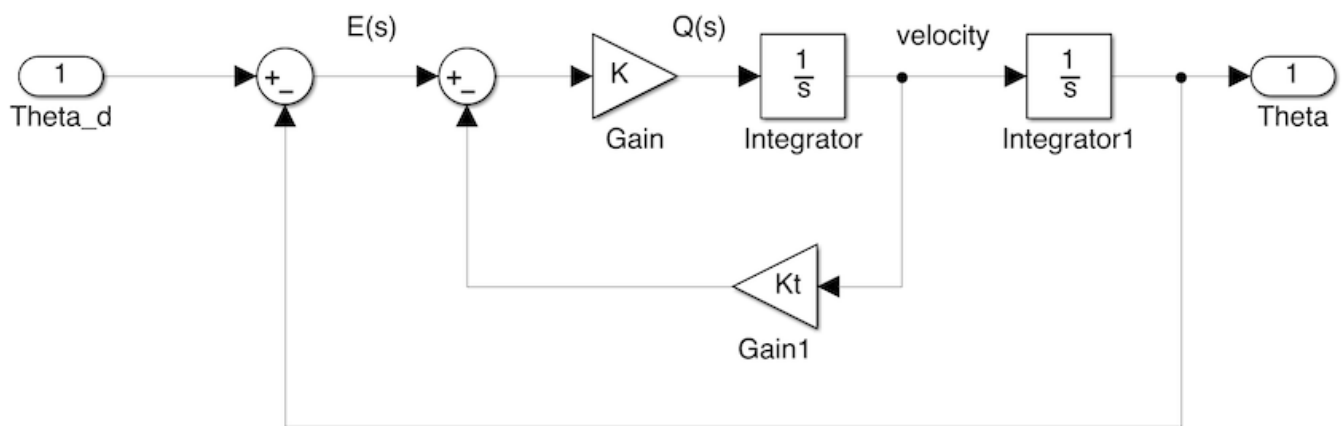 E(s)
Q(s)
velocity
1
+
−
+
−
K
1
s
1
s
1
Theta_d
Gain
Integrator
Integrator1
Theta
Kt
Gain1